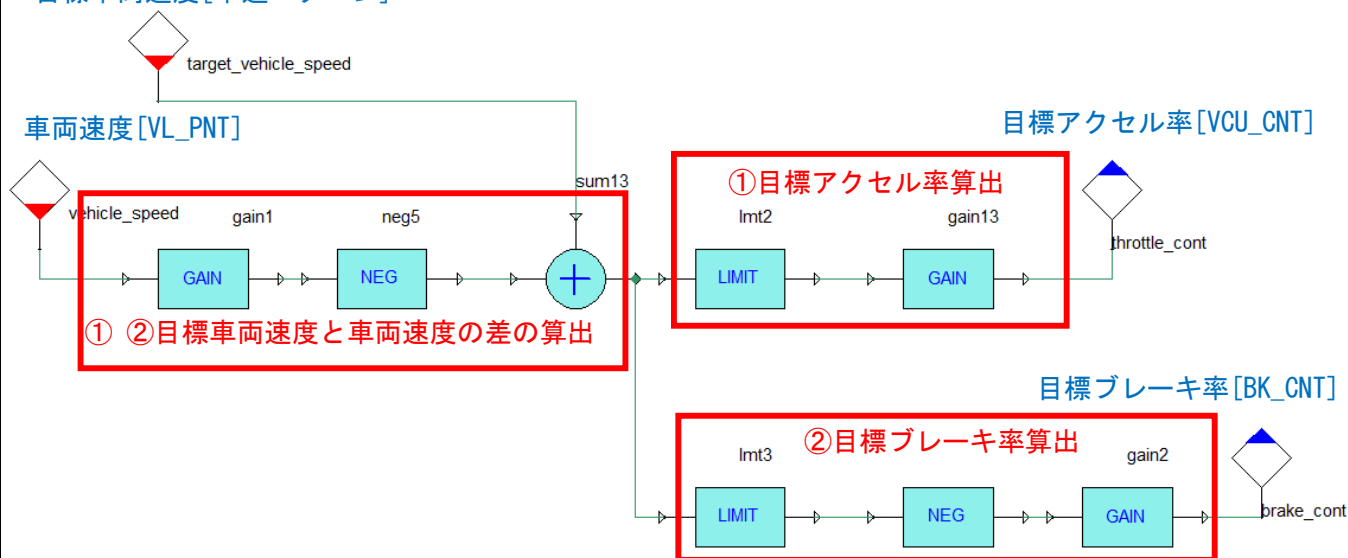 target_vehicle_speed
車両速度[VL_PNT]
目標アクセル率[VCU_CNT]
sum13
①目標アクセル率算出
vehicle_speed
gain1
neg5
lmt2
gain13
throttle_cont
GAIN
NEG
LIMIT
GAIN
① ②目標車両速度と車両速度の差の算出
目標ブレーキ率[BK_CNT]
②目標ブレーキ率算出
lmt3
gain2
LIMIT
NEG
GAIN
brake_cont